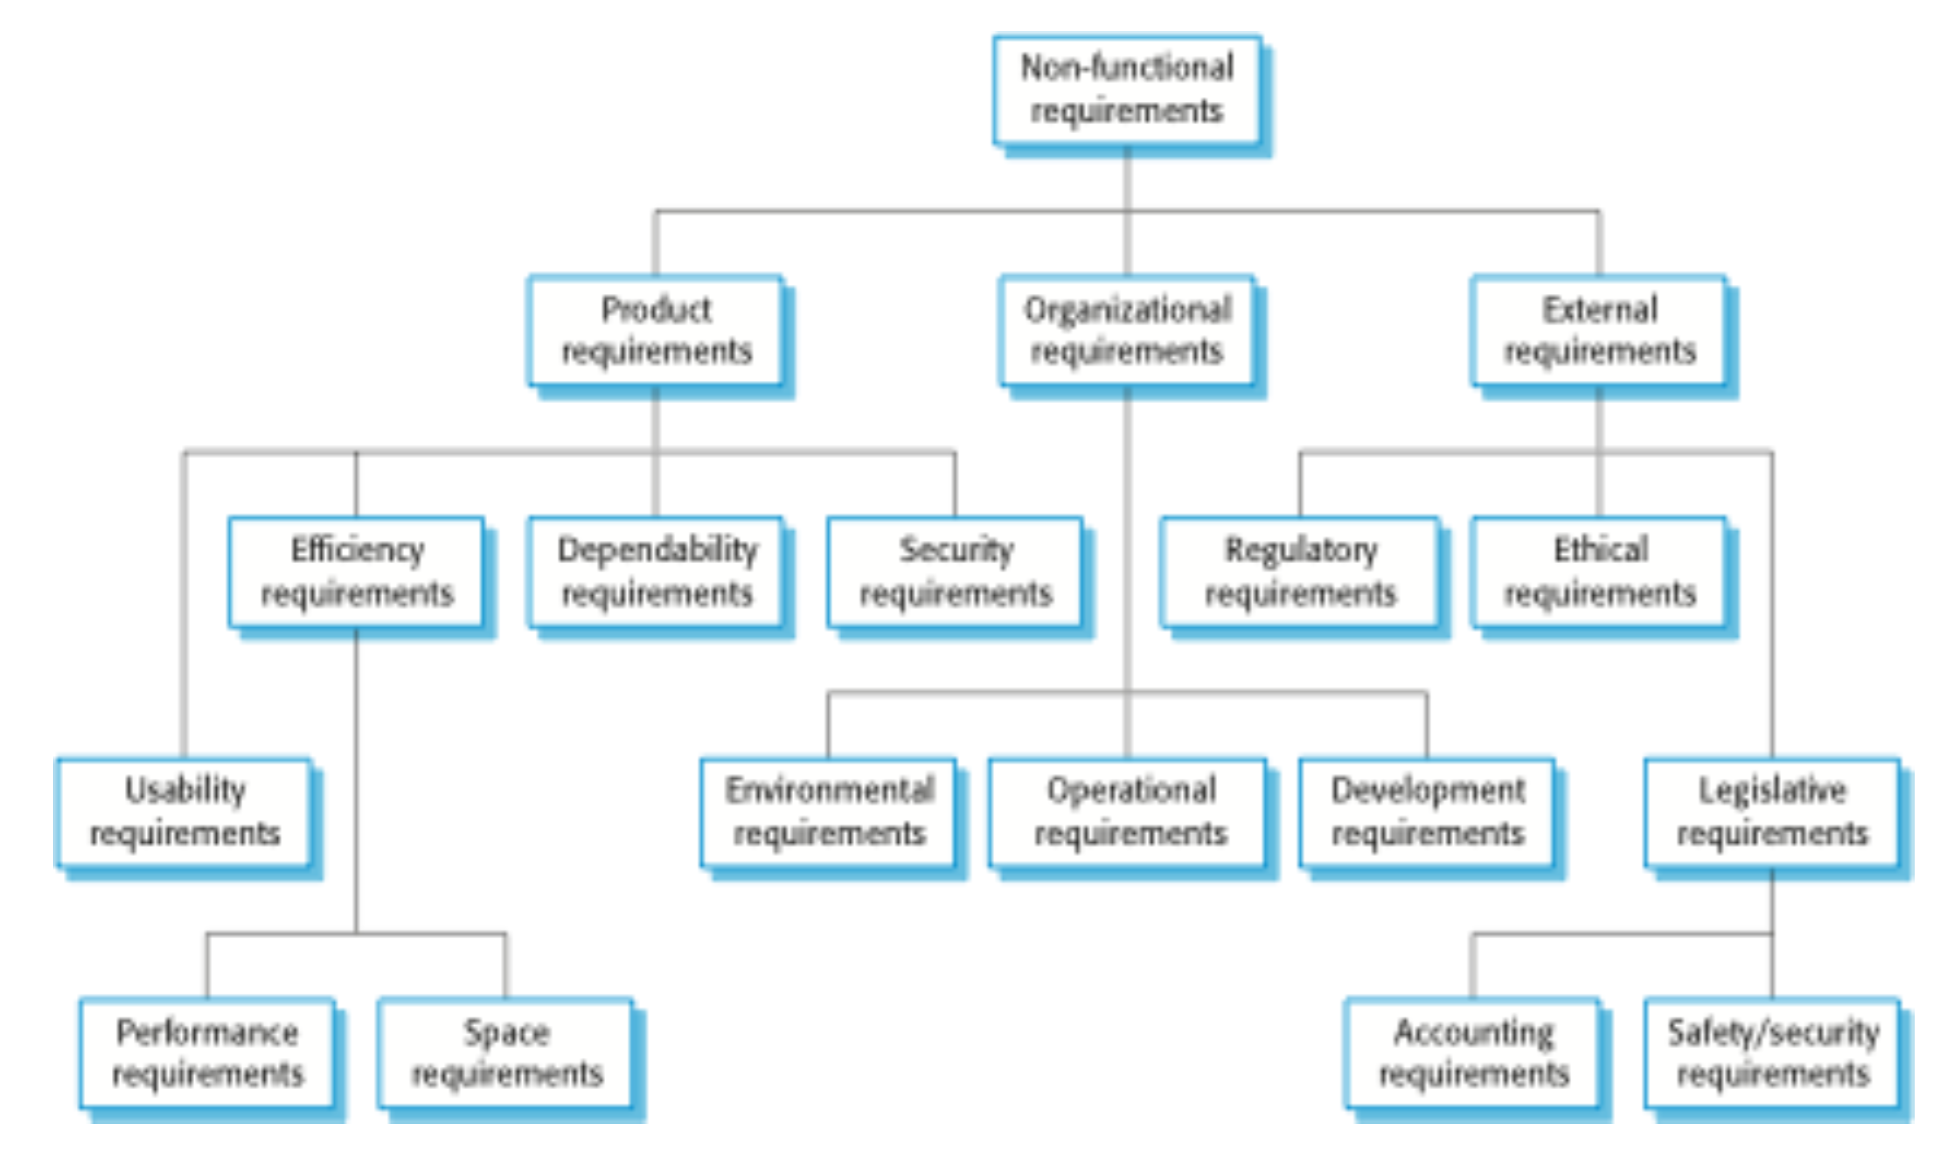 Non-functional
requirements
Product
requirements
Organizational
requirements
External
requirements
Efficiency
requirements
Dependability
requirements
Security
requirements
Regulatory
requirements
Ethical
requirements
Usability
requirements
Environmental
requirements
Operational
requirements
Development
requirements
Legislative
requirements
Performance
requirements
Space
requirements
Accounting
requirements
Safety/security
requirements